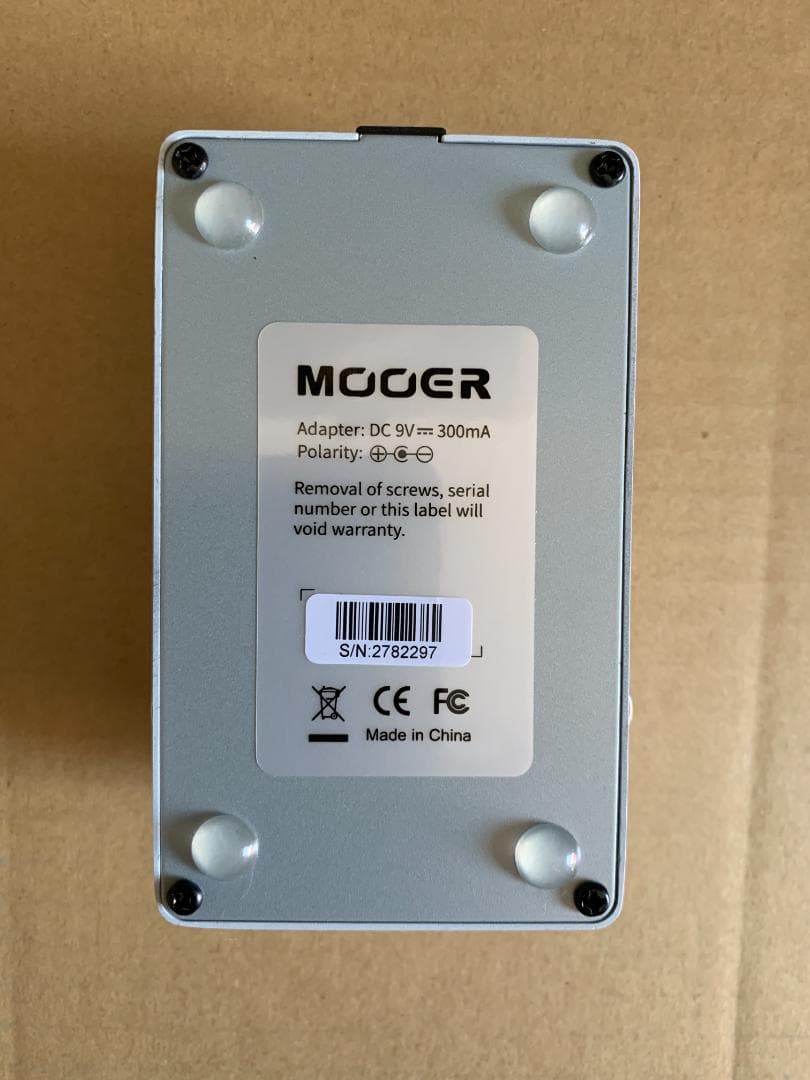 MOOER
Adapter: DC 9V⎓300mA
Polarity: ⊕-⊖
Removal of screws, serial
number or this label will
void warranty.
S/N:2782297
CE FC
Made in China